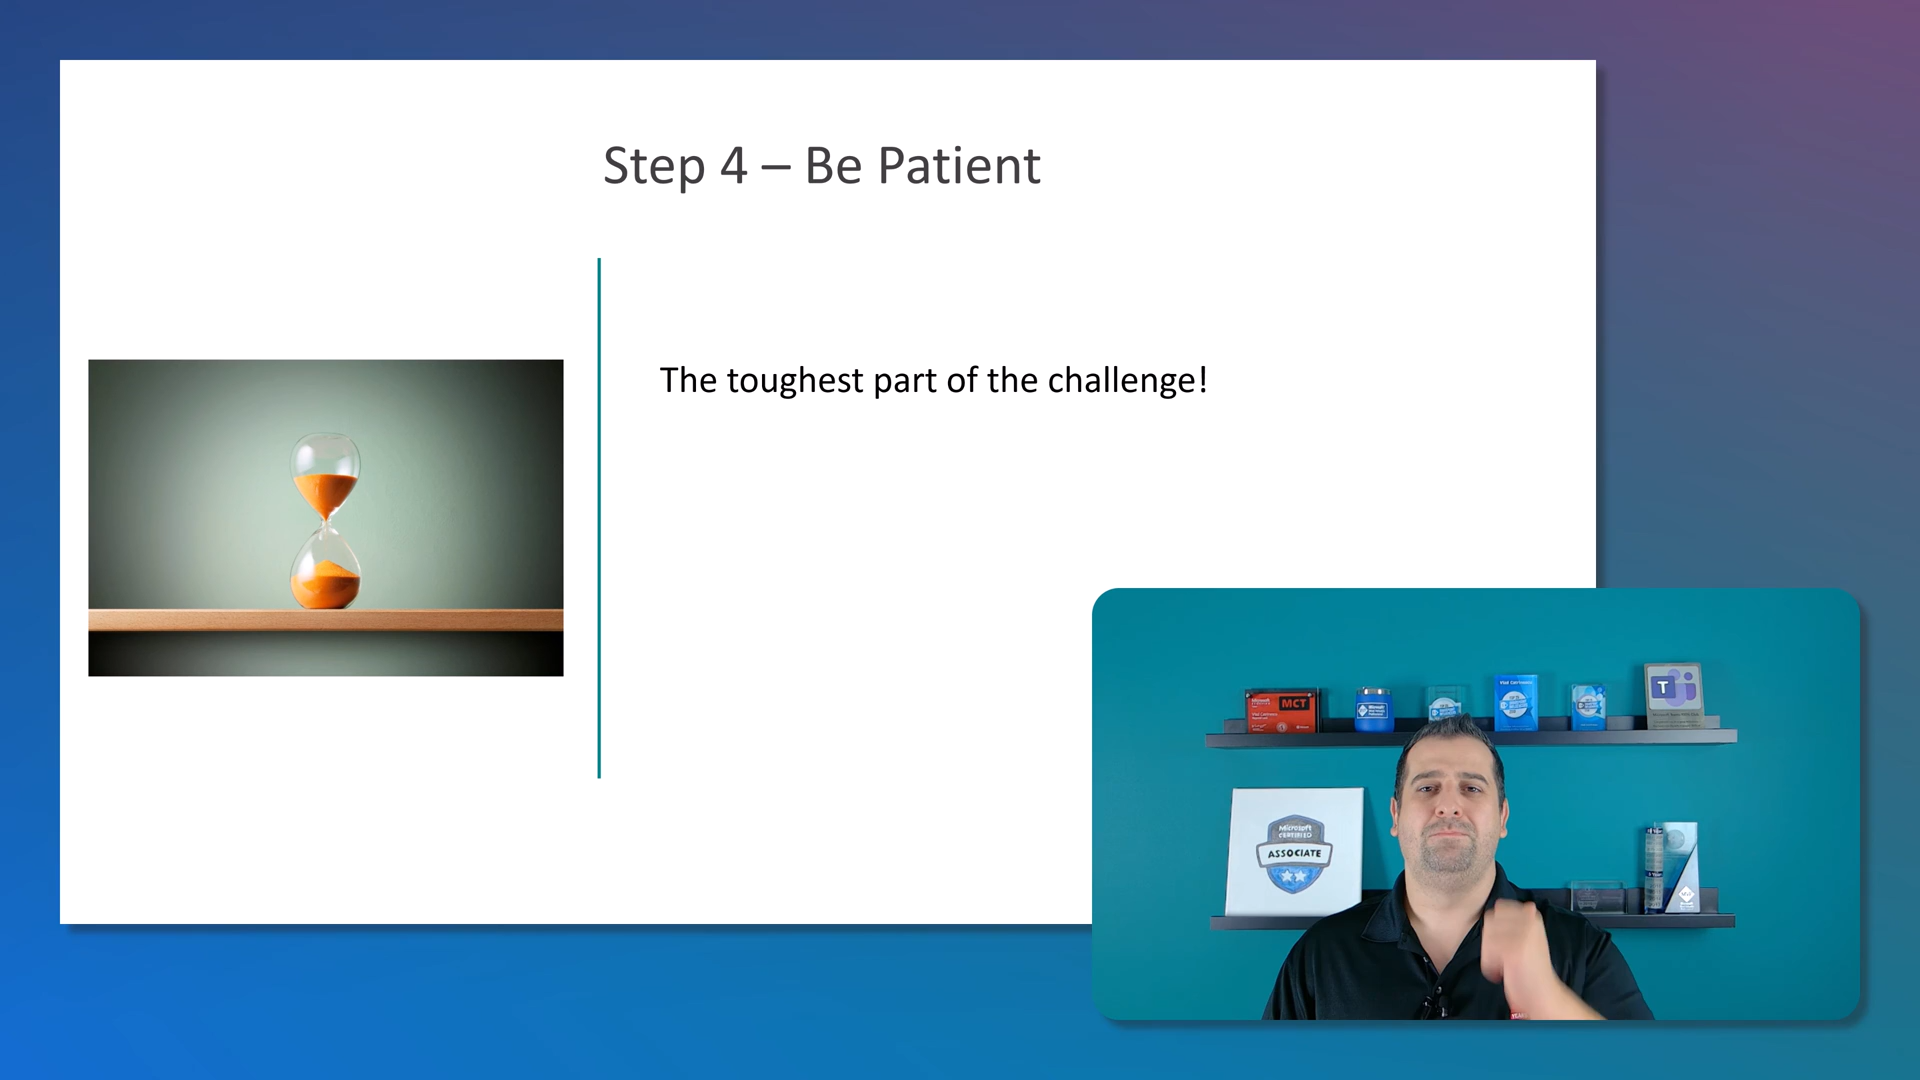 Step 4 – Be Patient
The toughest part of the challenge!
MCT
T
Microsoft
CERTIFIED
ASSOCIATE